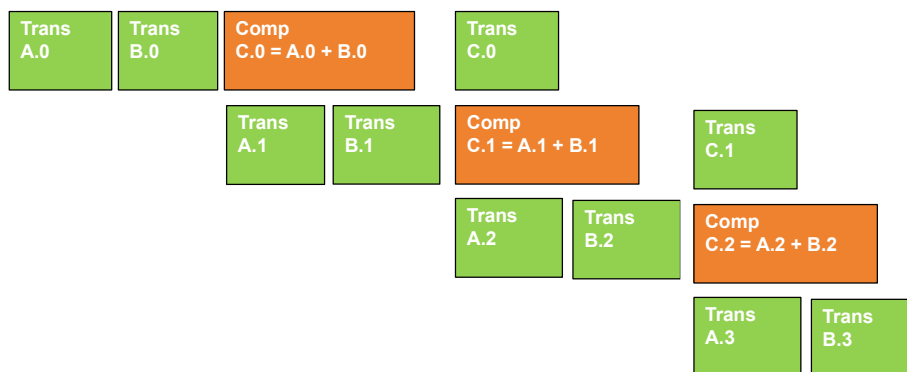 Trans
A.0
Trans
B.0
Comp
C.0 = A.0 + B.0
Trans
C.0
Trans
A.1
Trans
B.1
Comp
C.1 = A.1 + B.1
Trans
C.1
Trans
A.2
Trans
B.2
Comp
C.2 = A.2 + B.2
Trans
A.3
Trans
B.3